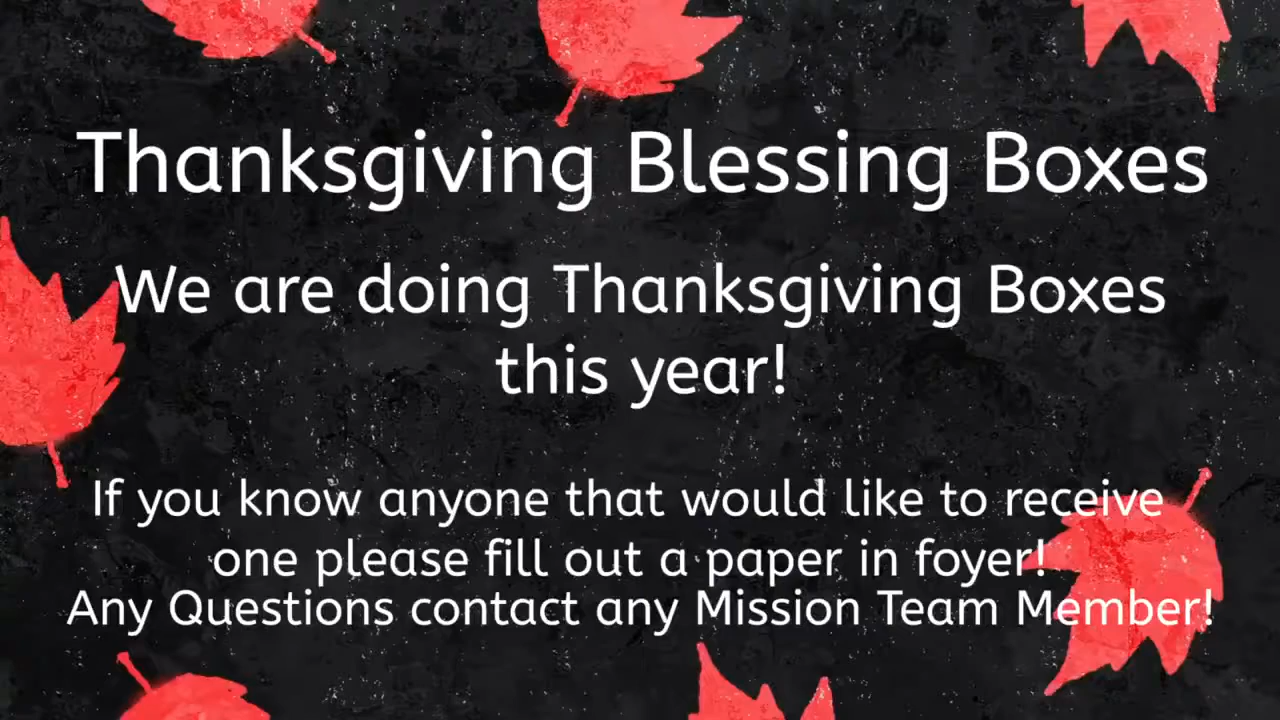 Thanksgiving Blessing Boxes
We are doing Thanksgiving Boxes
this year!
If you know anyone that would like to receive
one please fill out a paper in foyer!
Any Questions contact any Mission Team Member!